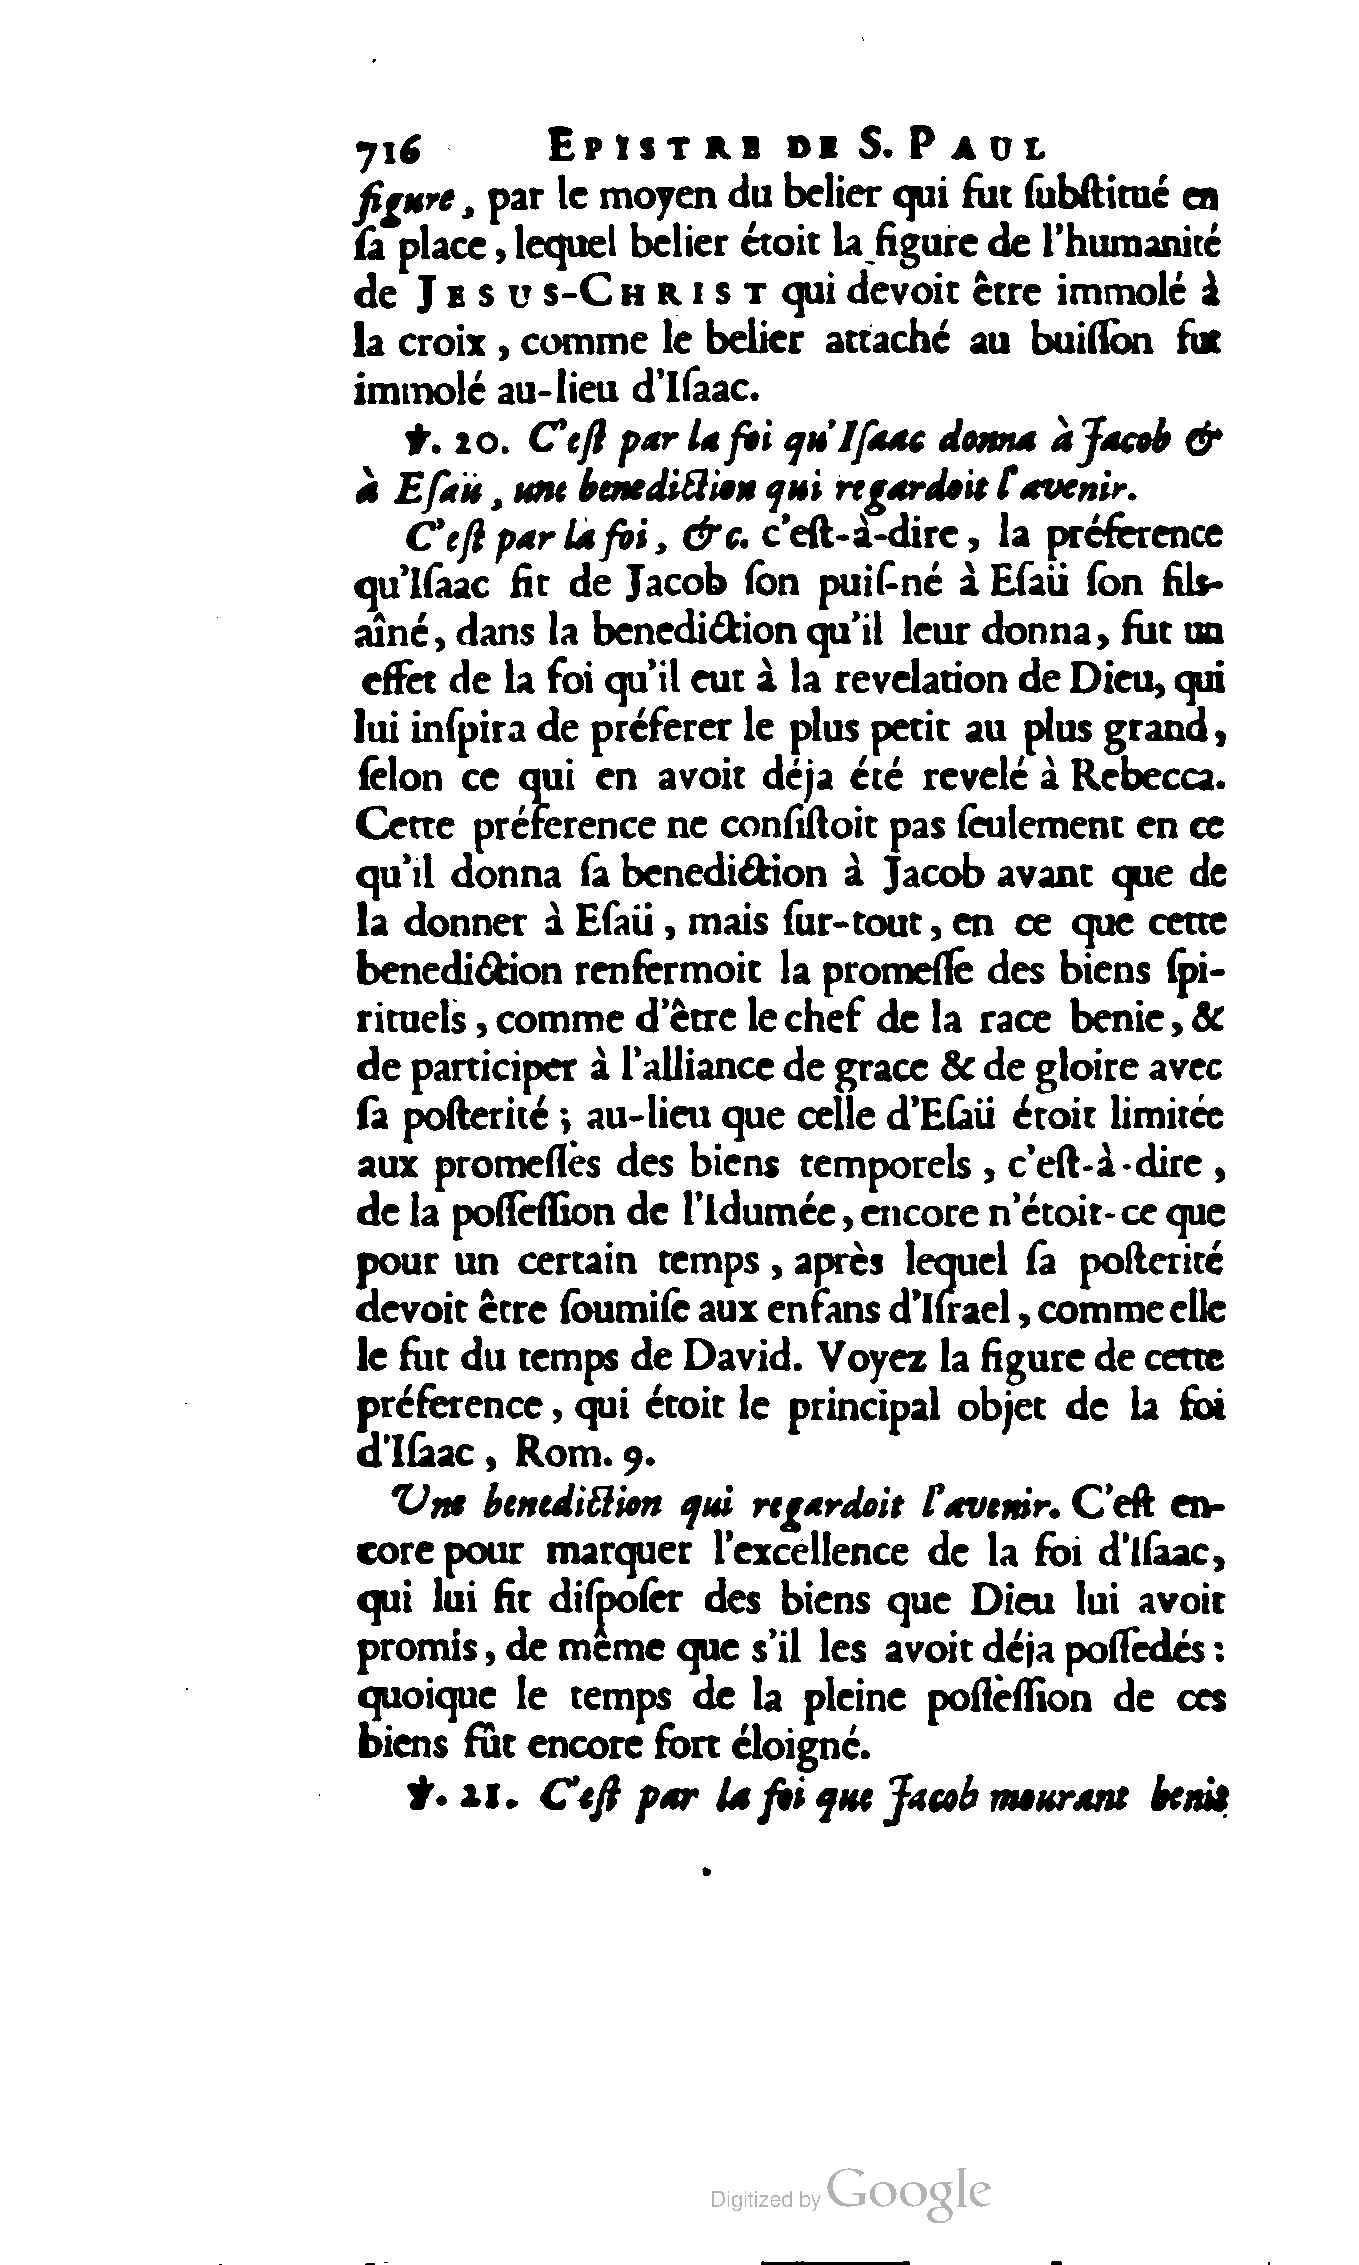 716 EPISTRE DE S. PAUL
figure, par le moyen du belier qui fut ſubſtitué en
ſa place, lequel belier étoit la figure de l'humanité
de JESUS-CHRIST qui devoit être immolé à
la croix, comme le belier attaché au buiſſon fut
immolé au-lieu d'Iſaac.
℣. 20. C'eſt par la foi qu'Iſaac donna à Jacob &
à Eſaü, une benediction qui regardoit l'avenir.
C'eſt par la foi, &c. c'eſt-à-dire, la préference
qu'Iſaac fit de Jacob ſon puiſ-né à Eſaü ſon fils-
aîné, dans la benediction qu'il leur donna, fut un
effet de la foi qu'il eut à la revelation de Dieu, qui
lui inſpira de préferer le plus petit au plus grand,
ſelon ce qui en avoit déja été revelé à Rebecca.
Cette préference ne conſiſtoit pas ſeulement en ce
qu'il donna ſa benediction à Jacob avant que de
la donner à Eſaü, mais ſur-tout, en ce que cette
benediction renfermoit la promeſſe des biens ſpi-
rituels, comme d'être le chef de la race benie, &
de participer à l'alliance de grace & de gloire avec
ſa poſterité; au-lieu que celle d'Eſaü étoit limitée
aux promeſſes des biens temporels, c'eſt-à-dire,
de la poſſeſſion de l'Idumée, encore n'étoit-ce que
pour un certain temps, après lequel ſa poſterité
devoit être ſoumiſe aux enfans d'Iſrael, comme elle
le fut du temps de David. Voyez la figure de cette
préference, qui étoit le principal objet de la foi
d'Iſaac, Rom. 9.
Une benediction qui regardoit l'avenir. C'eſt en-
core pour marquer l'excellence de la foi d'Iſaac,
qui lui fit diſpoſer des biens que Dieu lui avoit
promis, de même que s'il les avoit déja poſſedés:
quoique le temps de la pleine poſſeſſion de ces
biens fût encore fort éloigné.
℣. 21. C'eſt par la foi que Jacob mourant benit
Digitized by Google